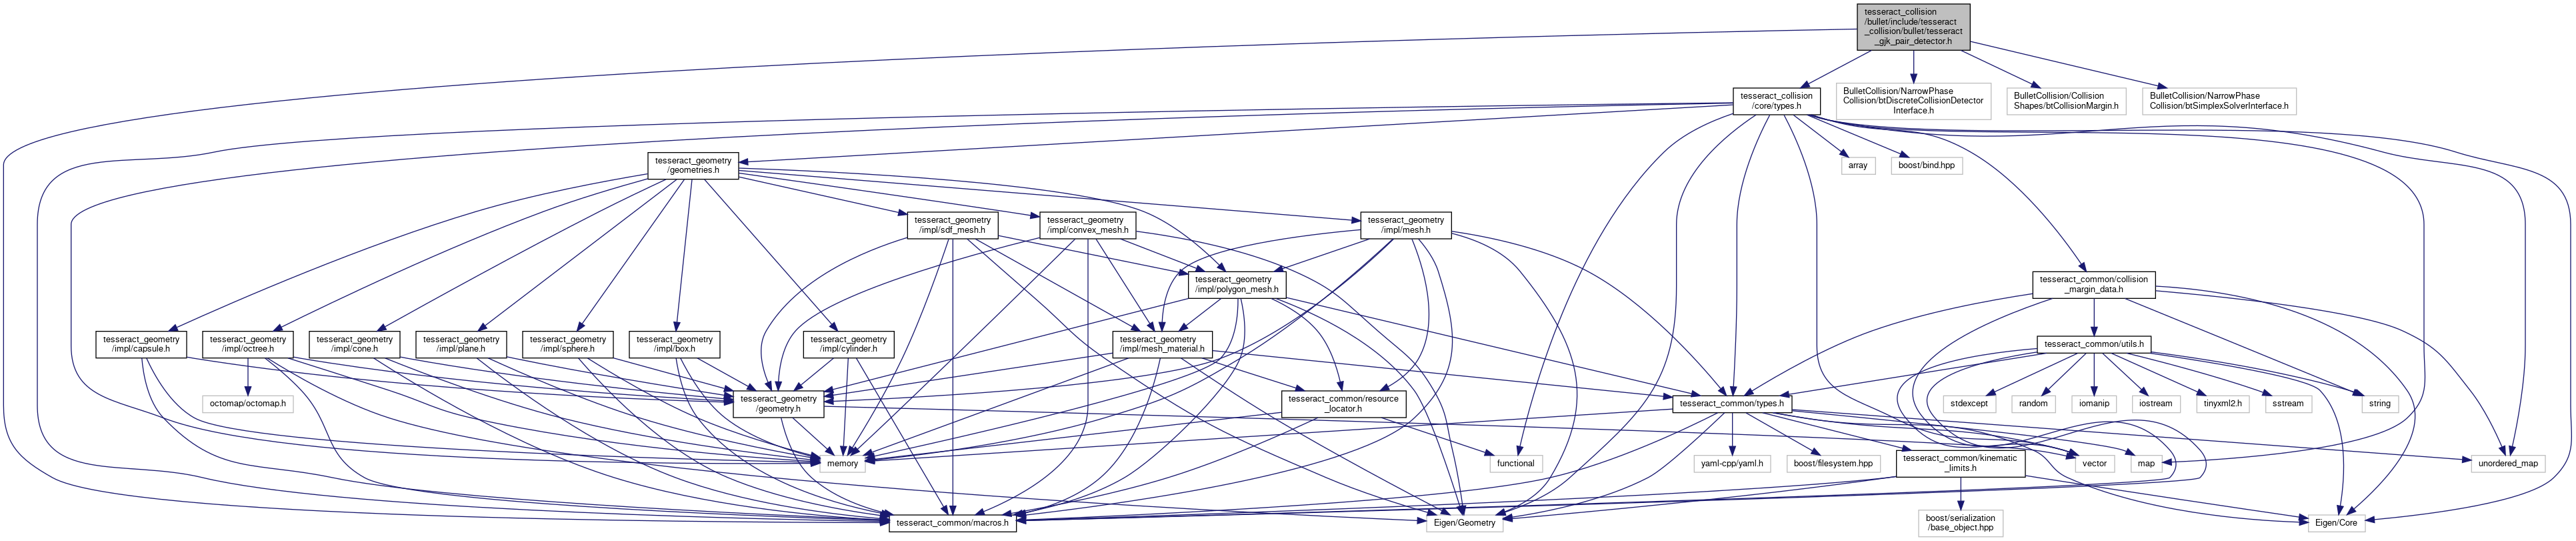 tesseract_collision
/bullet/include/tesseract
_collision/bullet/tesseract
_gjk_pair_detector.h
tesseract_collision
/core/types.h
BulletCollision/NarrowPhase
Collision/btDiscreteCollisionDetector
Interface.h
BulletCollision/Collision
Shapes/btCollisionMargin.h
BulletCollision/NarrowPhase
Collision/btSimplexSolverInterface.h
tesseract_geometry
/geometries.h
array
boost/bind.hpp
tesseract_geometry
/impl/sdf_mesh.h
tesseract_geometry
/impl/convex_mesh.h
tesseract_geometry
/impl/mesh.h
tesseract_geometry
/impl/polygon_mesh.h
tesseract_common/collision
_margin_data.h
tesseract_geometry
/impl/capsule.h
tesseract_geometry
/impl/octree.h
tesseract_geometry
/impl/cone.h
tesseract_geometry
/impl/plane.h
tesseract_geometry
/impl/sphere.h
tesseract_geometry
/impl/box.h
tesseract_geometry
/impl/cylinder.h
tesseract_geometry
/impl/mesh_material.h
tesseract_common/utils.h
octomap/octomap.h
tesseract_geometry
/geometry.h
tesseract_common/resource
_locator.h
tesseract_common/types.h
stdexcept
random
iomanip
iostream
tinyxml2.h
sstream
string
memory
functional
yaml-cpp/yaml.h
boost/filesystem.hpp
tesseract_common/kinematic
_limits.h
vector
map
unordered_map
tesseract_common/macros.h
Eigen/Geometry
boost/serialization
/base_object.hpp
Eigen/Core